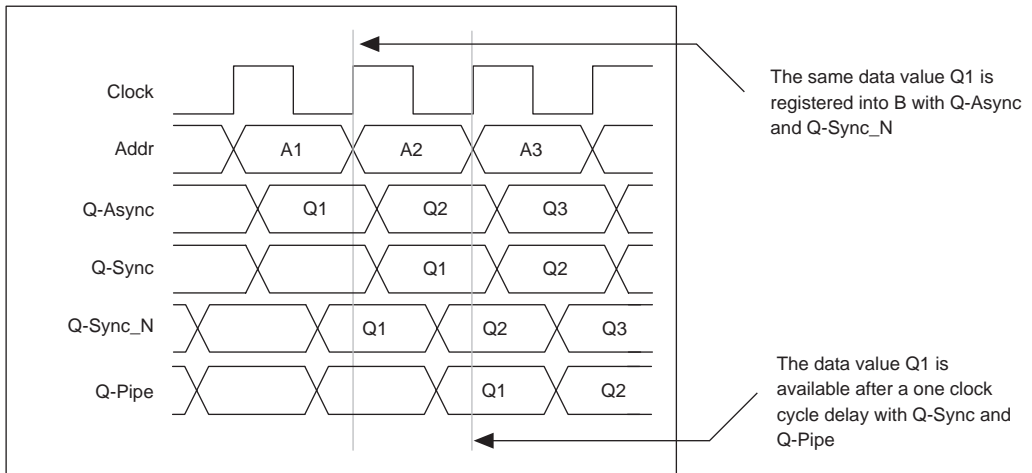 Clock
The same data value Q1 is
registered into B with Q-Async
and Q-Sync_N
Addr
A1
A2
A3
Q-Async
Q1
Q2
Q3
Q-Sync
Q1
Q2
Q-Sync_N
Q1
Q2
Q3
Q-Pipe
Q1
Q2
The data value Q1 is
available after a one clock
cycle delay with Q-Sync and
Q-Pipe